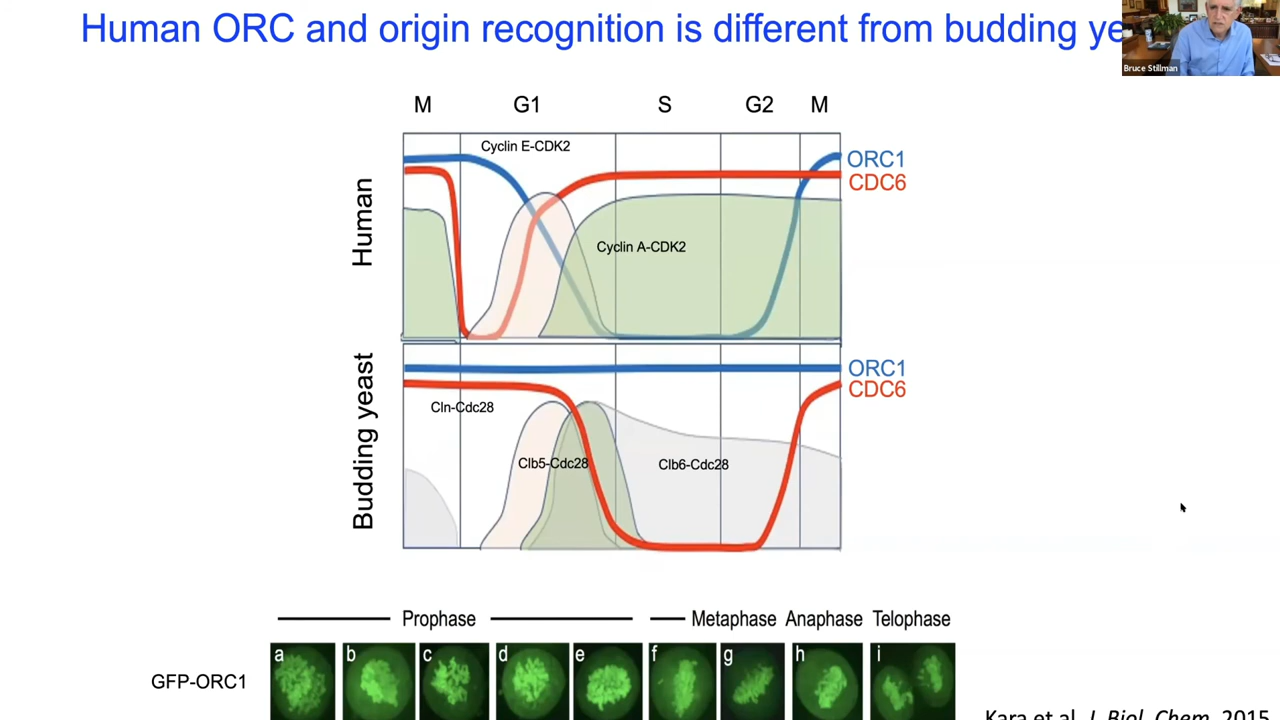 Human ORC and origin recognition is different from budding ye
Bruce Stillman
M G1 S G2 M
Human
Cyclin E-CDK2
Cyclin A-CDK2
ORC1
CDC6
Budding yeast
Cln-Cdc28
Clb5-Cdc28
Clb6-Cdc28
ORC1
CDC6
Prophase Metaphase Anaphase Telophase
GFP-ORC1
a b c d e f g h i
Kara et al. J. Biol. Chem. 2015